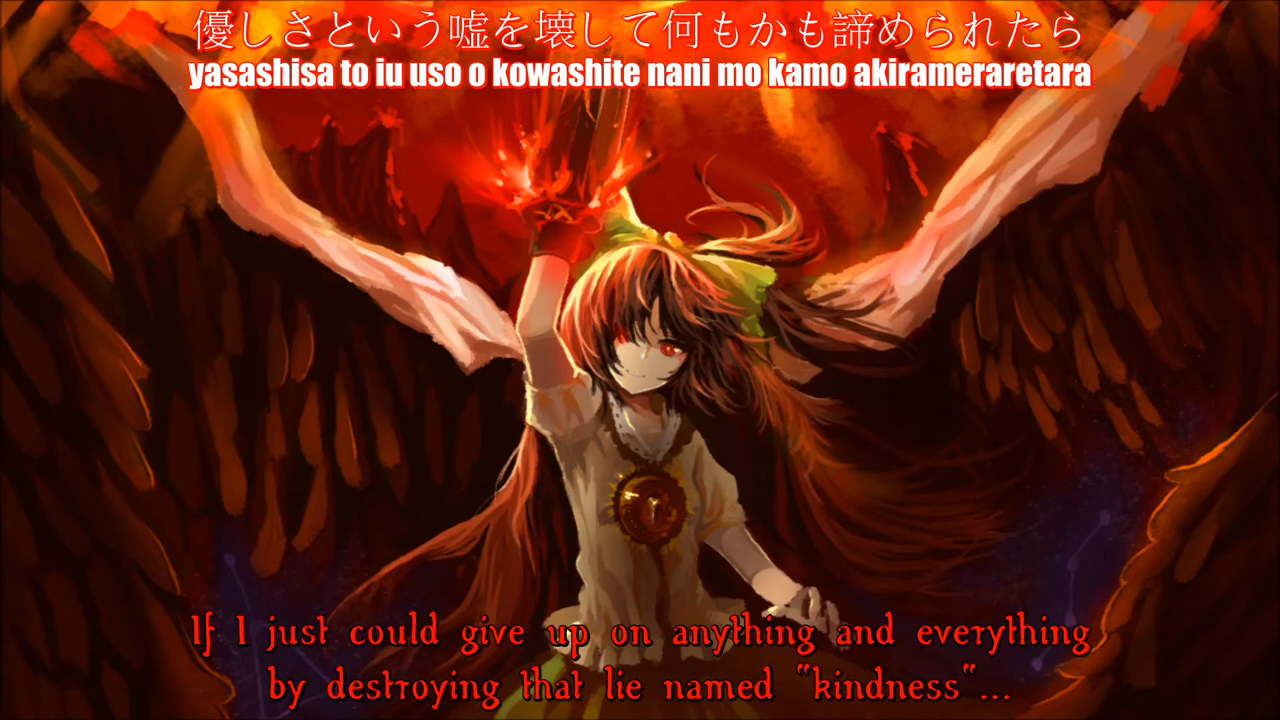 優しさという嘘を壊して何もかも諦められたら
yasashisa to iu uso o kowashite nani mo kamo akirameraretara
If I just could give up on anything and everything
by destroying that lie named "kindness"...